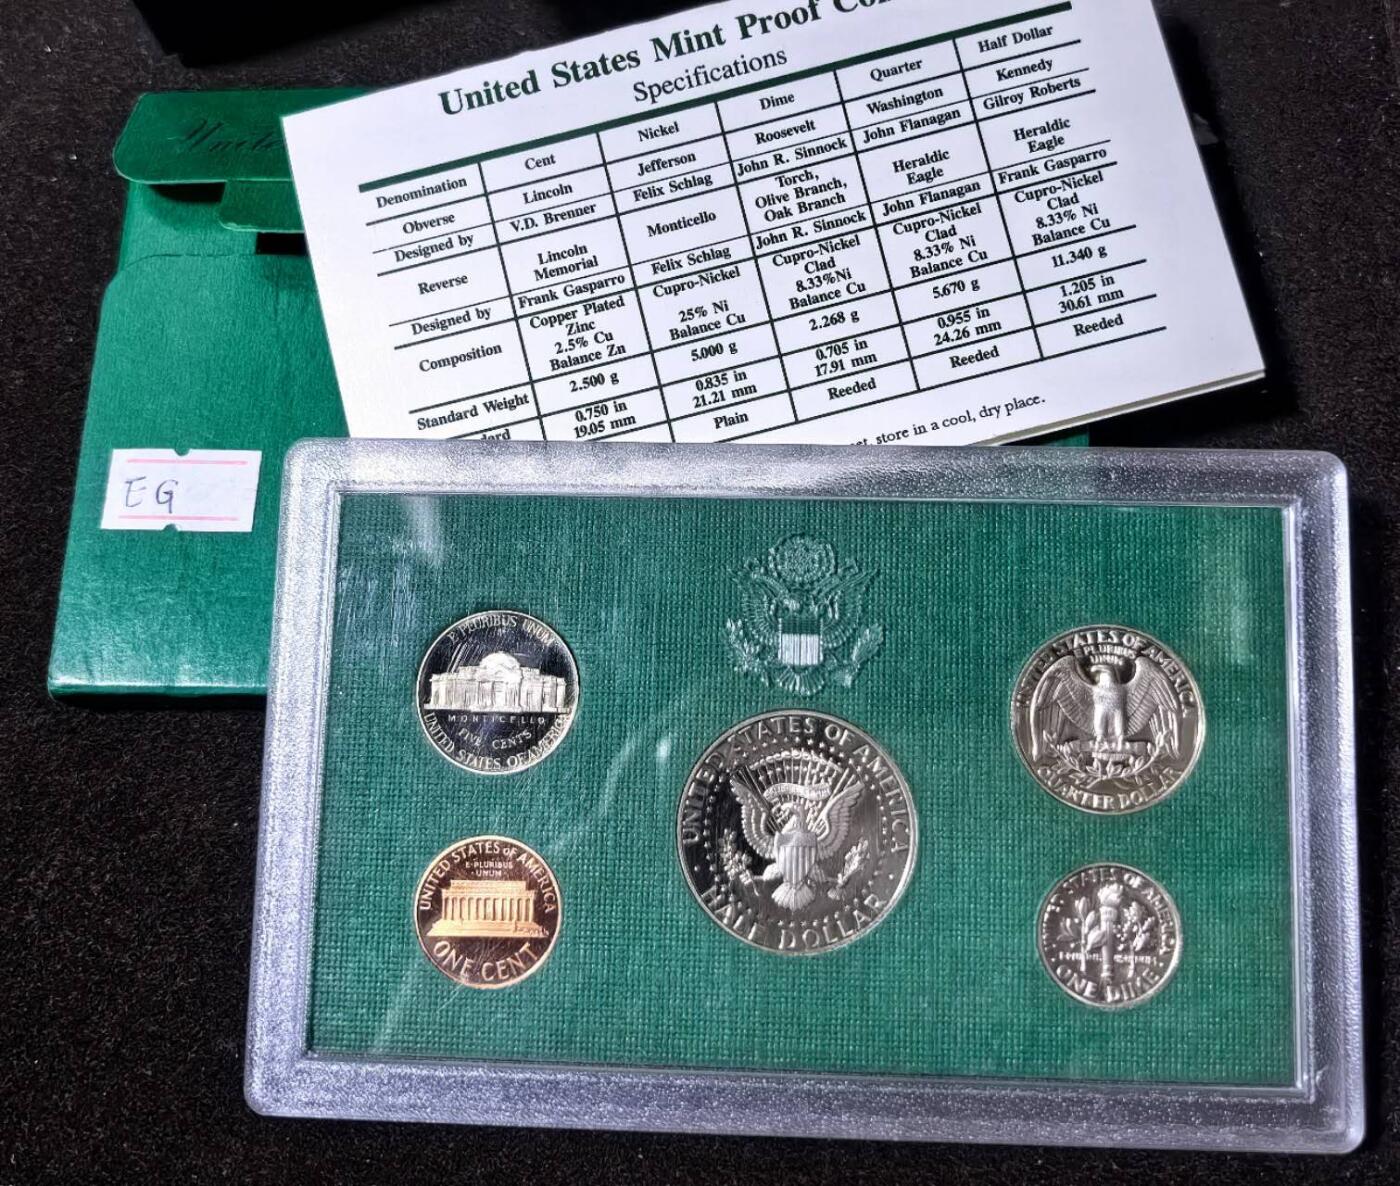 United States Mint Proof
Specifications
Denomination Cent Nickel Dime Quarter Half Dollar
Obverse Lincoln Jefferson Roosevelt Washington Kennedy
Designed by V.D. Brenner Felix Schlag John R. Sinnock John Flanagan Gilroy Roberts
Reverse Lincoln Memorial Monticello Torch, Olive Branch, Oak Branch Heraldic Eagle Heraldic Eagle
Designed by Frank Gasparro Felix Schlag John R. Sinnock John Flanagan Frank Gasparro
Composition Copper Plated Zinc 2.5% Cu Balance Zn Cupro-Nickel 25% Ni Balance Cu Cupro-Nickel Clad 8.33%Ni Balance Cu Cupro-Nickel Clad 8.33% Ni Balance Cu Cupro-Nickel Clad 8.33% Ni Balance Cu
Standard Weight 2.500 g 5.000 g 2.268 g 5.670 g 11.340 g
0.750 in 19.05 mm 0.835 in 21.21 mm 0.705 in 17.91 mm 0.955 in 24.26 mm 1.205 in 30.61 mm
Plain Reeded Reeded Reeded
store in a cool, dry place.
EG
E PLURIBUS UNUM
MONTICELLO
FIVE CENTS
UNITED STATES OF AMERICA
UNITED STATES OF AMERICA
E·PLURIBUS
UNUM
ONE CENT
UNITED STATES OF AMERICA
HALF DOLLAR
UNITED STATES OF AMERICA
E PLURIBUS
UNUM
QUARTER DOLLAR
STATES OF AMERICA
ONE DIME